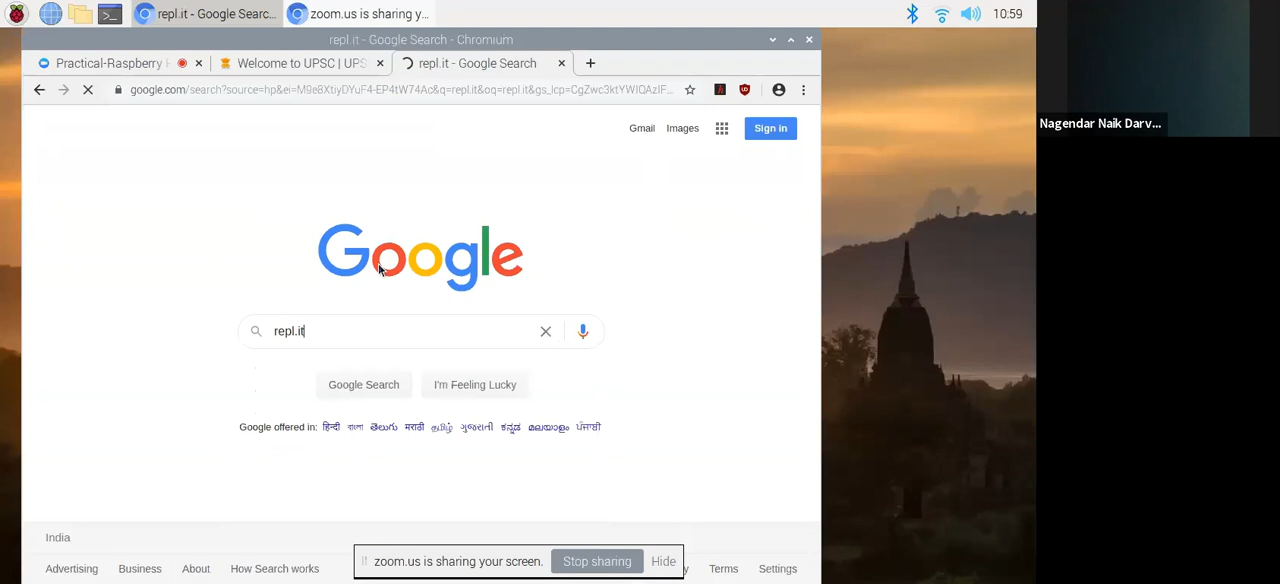 repl.it - Google Searc...
zoom.us is sharing y...
10:59
repl.it - Google Search - Chromium
Practical-Raspberry
Welcome to UPSC | UPS
repl.it - Google Search
google.com/search?source=hp&ei=M9e8XtiyDYuF4-EP4tW74Ac&q=repl.it&oq=repl.it&gs_lcp=CgZwc3ktYWIQAzIF...
Gmail
Images
Sign in
Nagendar Naik Darv...
Google
repl.it
Google Search
I'm Feeling Lucky
Google offered in: हिन्दी বাংলা తెలుగు मराठी தமிழ் ગુજરાતી ಕನ್ನಡ മലയാളം ਪੰਜਾਬੀ
India
zoom.us is sharing your screen.
Stop sharing
Hide
Advertising
Business
About
How Search works
Terms
Settings